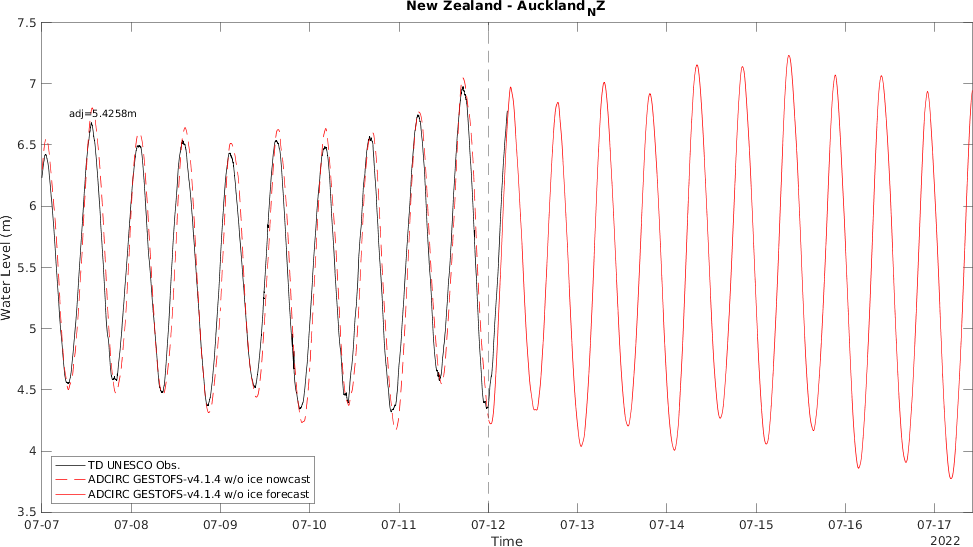 New Zealand - Auckland_NZ
7.5
7
6.5
6
5.5
5
4.5
4
3.5
Water Level (m)
adj=5.4258m
TD UNESCO Obs.
ADCIRC GESTOFS-v4.1.4 w/o ice nowcast
ADCIRC GESTOFS-v4.1.4 w/o ice forecast
07-07 07-08 07-09 07-10 07-11 07-12 07-13 07-14 07-15 07-16 07-17
Time
2022